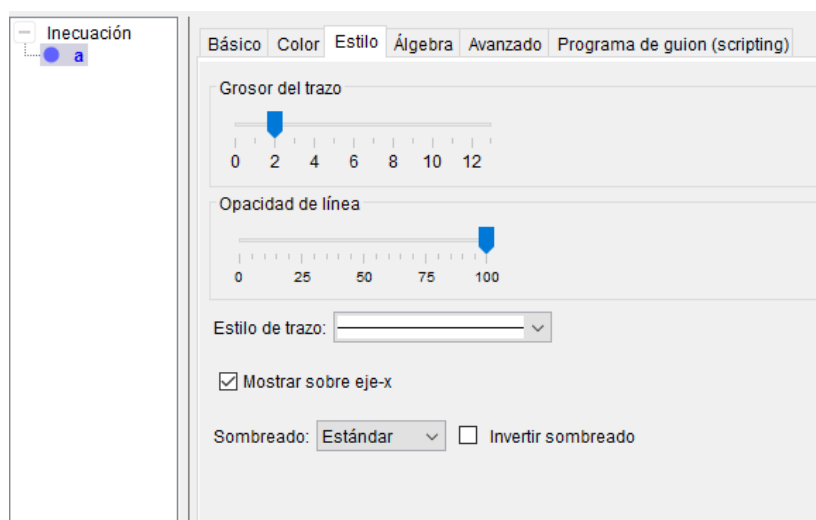 Inecuación
a
Básico Color Estilo Álgebra Avanzado Programa de guion (scripting)
Grosor del trazo
0 2 4 6 8 10 12
Opacidad de línea
0 25 50 75 100
Estilo de trazo:
Mostrar sobre eje-x
Sombreado: Estándar Invertir sombreado